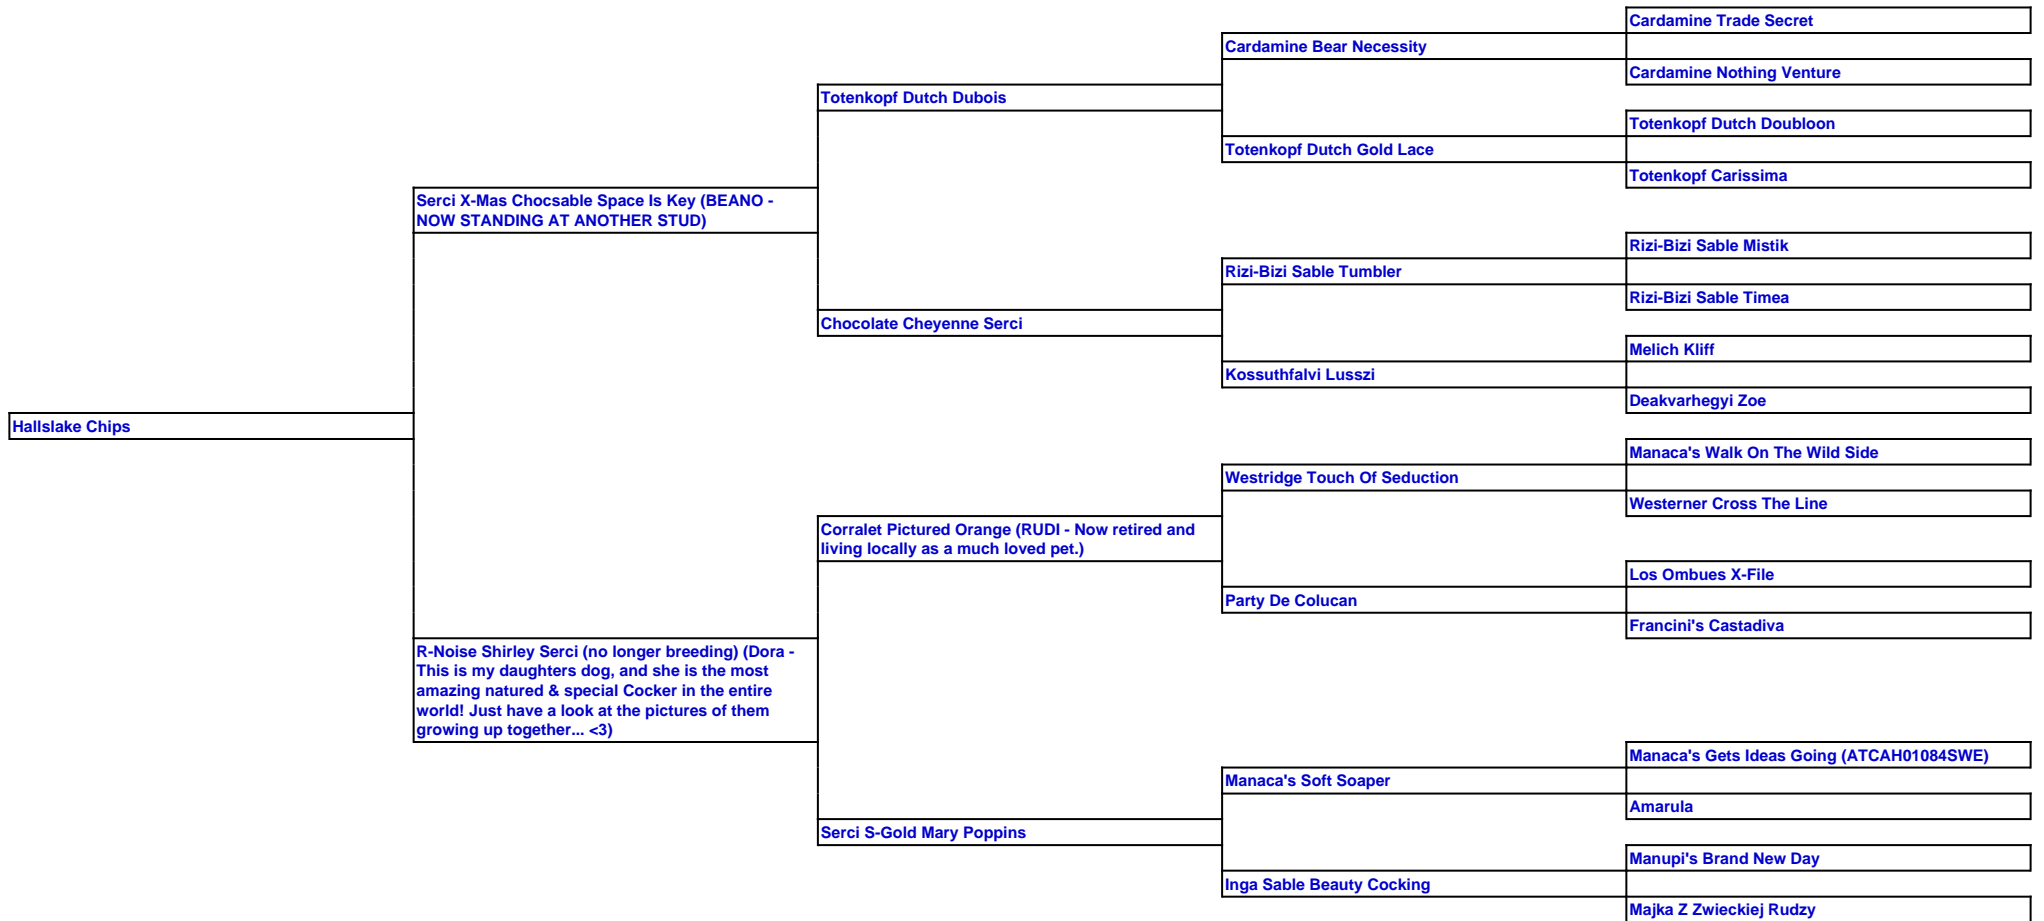 Cardamine Trade Secret
Cardamine Bear Necessity
Cardamine Nothing Venture
Totenkopf Dutch Dubois
Totenkopf Dutch Doubloon
Totenkopf Dutch Gold Lace
Totenkopf Carissima
Serci X-Mas Chocsable Space Is Key (BEANO -
NOW STANDING AT ANOTHER STUD)
Rizi-Bizi Sable Mistik
Rizi-Bizi Sable Tumbler
Rizi-Bizi Sable Timea
Chocolate Cheyenne Serci
Melich Kliff
Kossuthfalvi Lusszi
Deakvarhegyi Zoe
Hallslake Chips
Manaca's Walk On The Wild Side
Westridge Touch Of Seduction
Westerner Cross The Line
Corralet Pictured Orange (RUDI - Now retired and
living locally as a much loved pet.)
Los Ombues X-File
Party De Colucan
Francini's Castadiva
R-Noise Shirley Serci (no longer breeding) (Dora -
This is my daughters dog, and she is the most
amazing natured & special Cocker in the entire
world! Just have a look at the pictures of them
growing up together... <3)
Manaca's Gets Ideas Going (ATCAH01084SWE)
Manaca's Soft Soaper
Amarula
Serci S-Gold Mary Poppins
Manupi's Brand New Day
Inga Sable Beauty Cocking
Majka Z Zwieckiej Rudzy